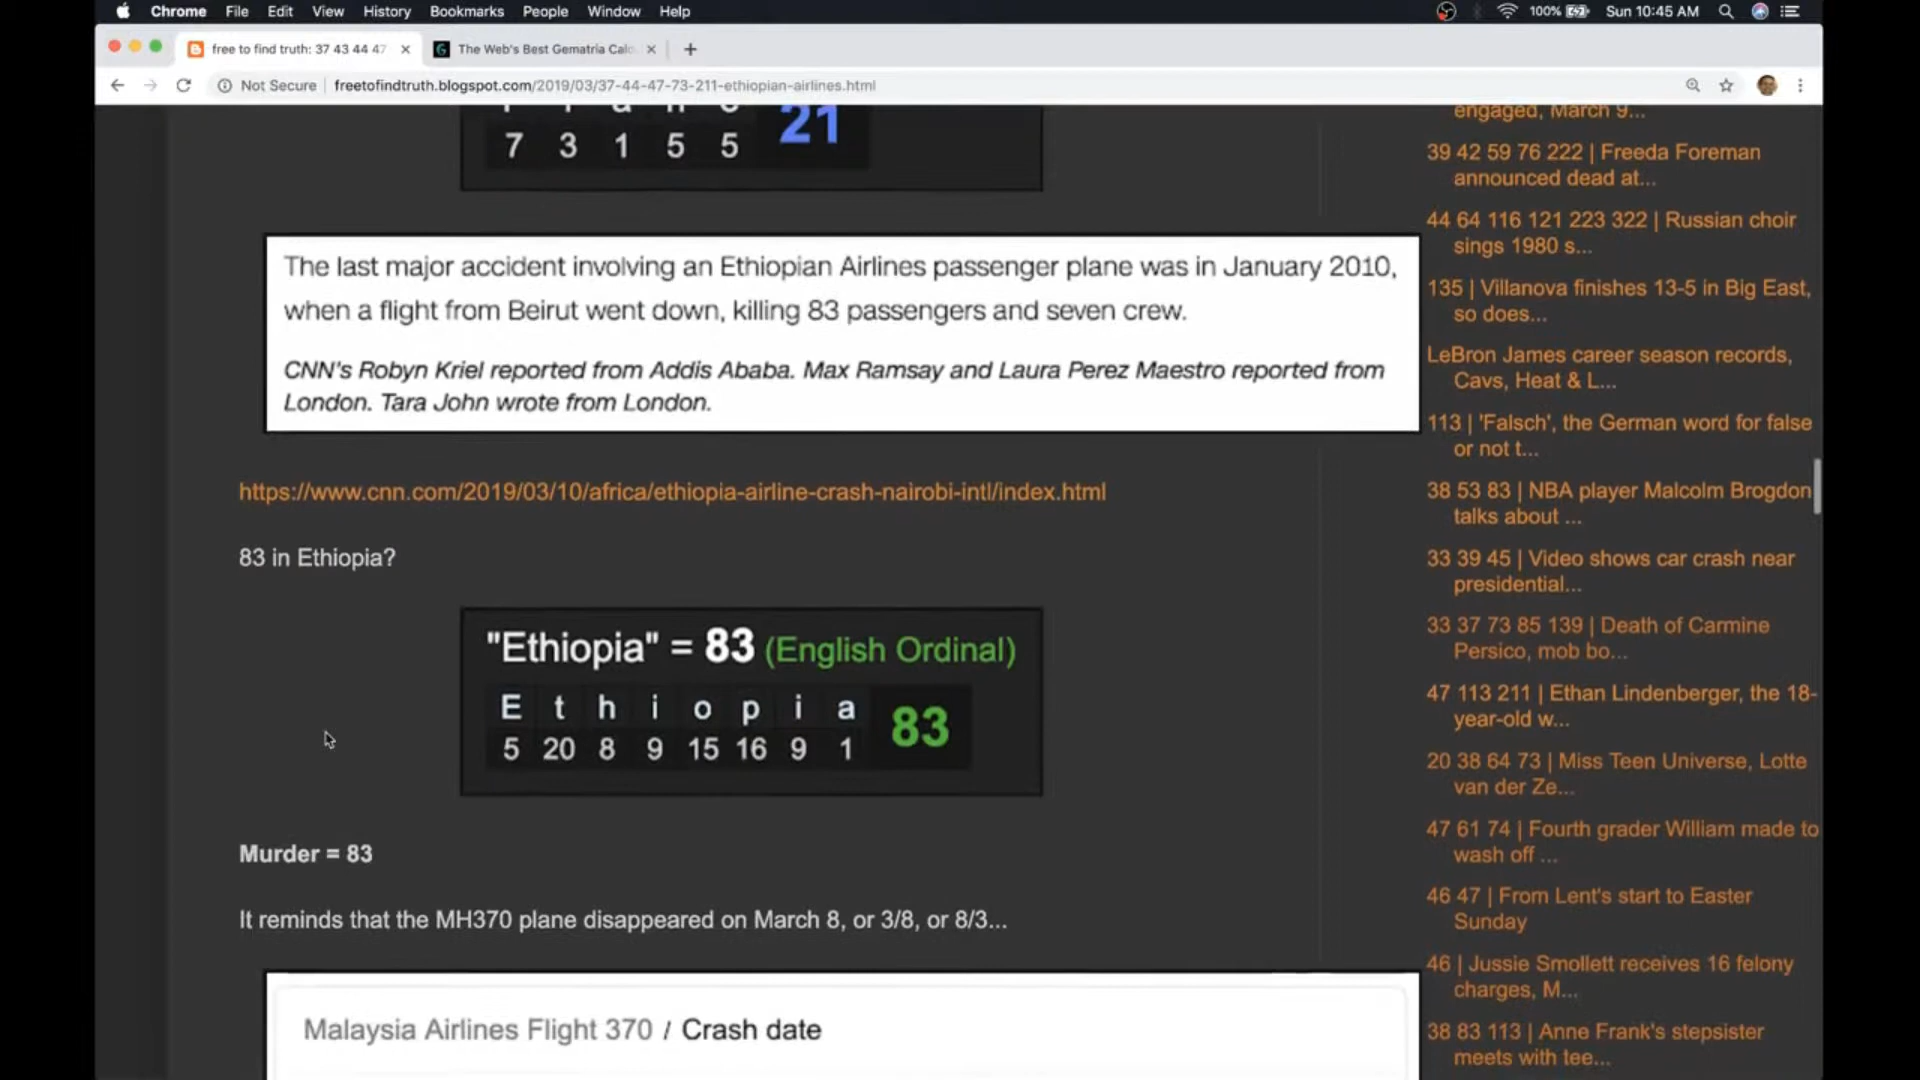 Chrome File Edit View History Bookmarks People Window Help 100% Sun 10:45 AM
free to find truth: 37 43 44 47
The Web's Best Gematria Calc
Not Secure | freetofindtruth.blogspot.com/2019/03/37-44-47-73-211-ethiopian-airlines.html
21
7 3 1 5 5
The last major accident involving an Ethiopian Airlines passenger plane was in January 2010,
when a flight from Beirut went down, killing 83 passengers and seven crew.
CNN's Robyn Kriel reported from Addis Ababa. Max Ramsay and Laura Perez Maestro reported from
London. Tara John wrote from London.
https://www.cnn.com/2019/03/10/africa/ethiopia-airline-crash-nairobi-intl/index.html
83 in Ethiopia?
"Ethiopia" = 83 (English Ordinal)
E t h i o p i a
83
5 20 8 9 15 16 9 1
Murder = 83
It reminds that the MH370 plane disappeared on March 8, or 3/8, or 8/3...
Malaysia Airlines Flight 370 / Crash date
engaged, March 9...
39 42 59 76 222 | Freeda Foreman
announced dead at...
44 64 116 121 223 322 | Russian choir
sings 1980 s...
135 | Villanova finishes 13-5 in Big East,
so does...
LeBron James career season records,
Cavs, Heat & L...
113 | 'Falsch', the German word for false
or not t...
38 53 83 | NBA player Malcolm Brogdon
talks about ...
33 39 45 | Video shows car crash near
presidential...
33 37 73 85 139 | Death of Carmine
Persico, mob bo...
47 113 211 | Ethan Lindenberger, the 18-
year-old w...
20 38 64 73 | Miss Teen Universe, Lotte
van der Ze...
47 61 74 | Fourth grader William made to
wash off ...
46 47 | From Lent's start to Easter
Sunday
46 | Jussie Smollett receives 16 felony
charges, M...
38 83 113 | Anne Frank's stepsister
meets with tee...